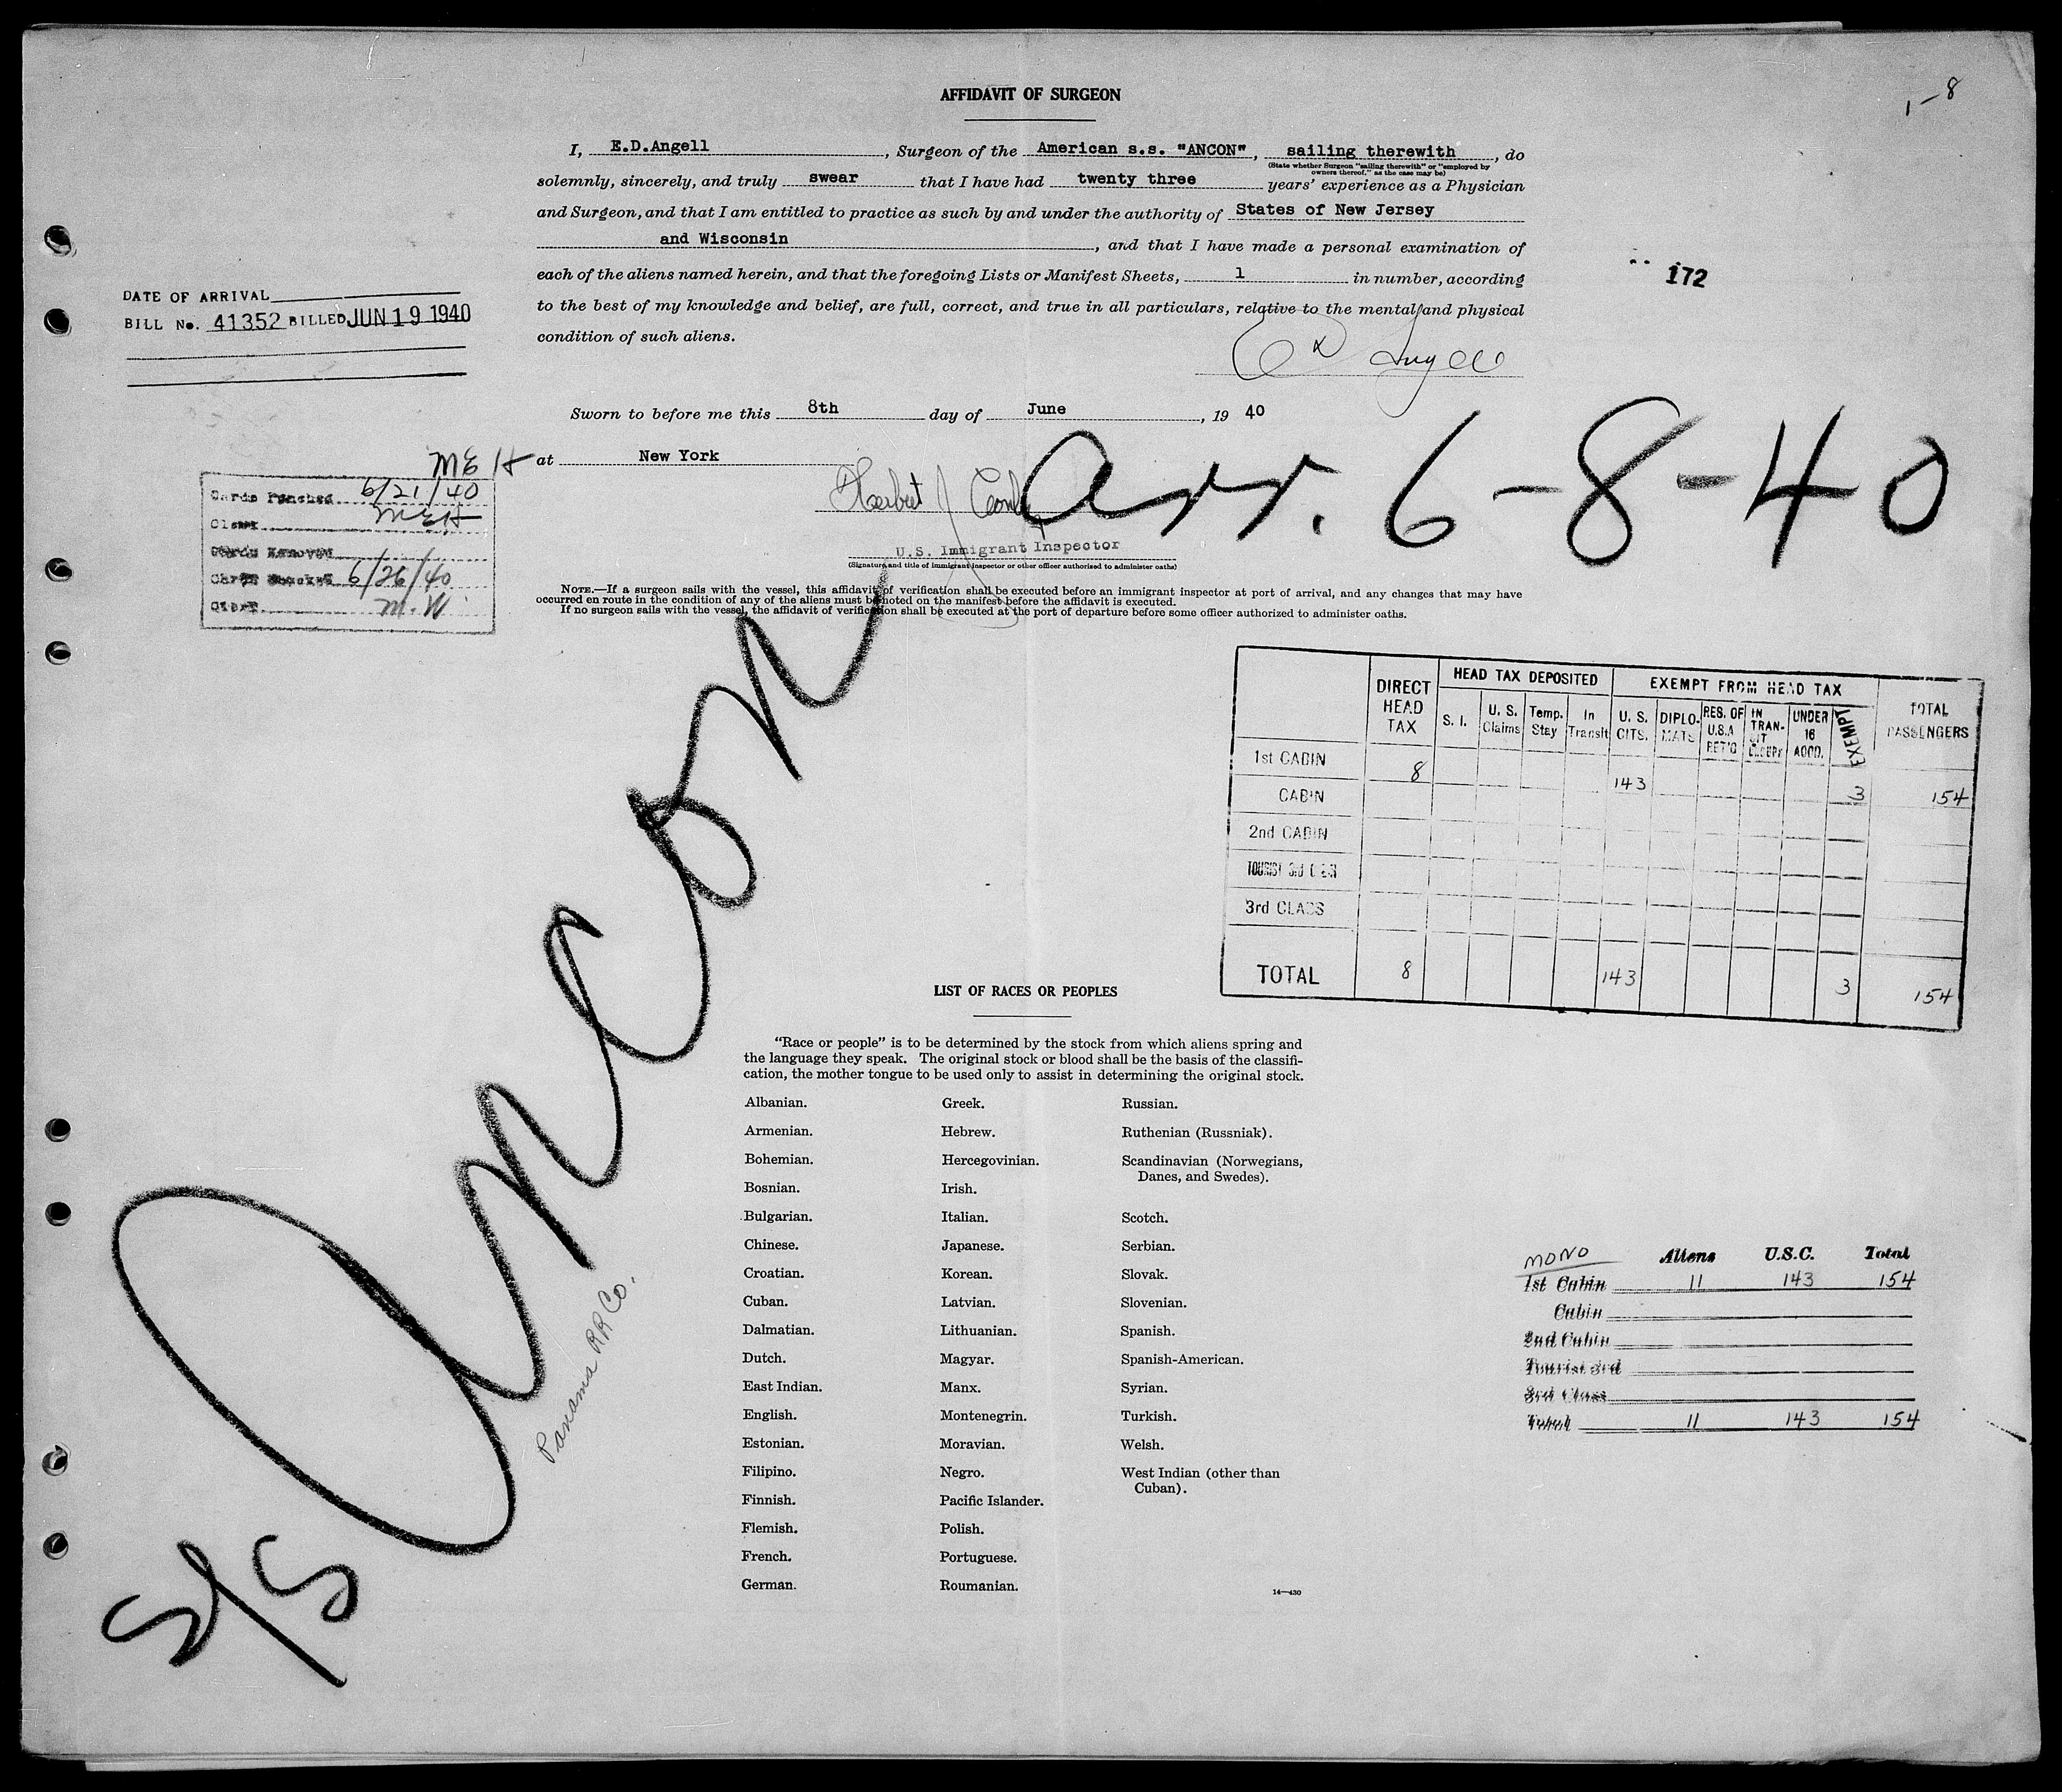 1-8
AFFIDAVIT OF SURGEON
I, E.D.Angell, Surgeon of the American s.s. "ANCON", sailing therewith, do
(State whether Surgeon "sailing therewith" or "employed by
owners thereof," as the case may be)
solemnly, sincerely, and truly swear that I have had twenty three years' experience as a Physician
and Surgeon, and that I am entitled to practice as such by and under the authority of States of New Jersey
and Wisconsin, and that I have made a personal examination of
each of the aliens named herein, and that the foregoing Lists or Manifest Sheets, 1 in number, according
to the best of my knowledge and belief, are full, correct, and true in all particulars, relative to the mental and physical
condition of such aliens.
172
DATE OF ARRIVAL
BILL No. 41352 BILLED JUN 19 1940
E D Angell
Sworn to before me this 8th day of June, 19 40
at New York
Arr. 6-8-40
Herbert J
U.S. Immigrant Inspector
(Signature and title of immigrant inspector or other officer authorized to administer oaths)
MEH
Cards Punched 6/21/40
Clerk MEH
Cards Removed
Cards Checked 6/26/40
Clerk M.W.
NOTE.—If a surgeon sails with the vessel, this affidavit of verification shall be executed before an immigrant inspector at port of arrival, and any changes that may have
occurred en route in the condition of any of the aliens must be noted on the manifest before the affidavit is executed.
If no surgeon sails with the vessel, the affidavit of verification shall be executed at the port of departure before some officer authorized to administer oaths.
DIRECT HEAD TAX HEAD TAX DEPOSITED EXEMPT FROM HEAD TAX TOTAL PASSENGERS
S. I. U. S. Claims Temp. Stay In Transit U. S. CITS. DIPLOMATS RES. OF U.S.A RET'G IN TRANSIT UNDER 16 ACCD. EXEMPT
1st CABIN 8 143 3 154
CABIN
2nd CABIN
TOURIST 3rd
3rd CLASS
TOTAL 8 143 3 154
S/S Ancon
Panama RR Co.
LIST OF RACES OR PEOPLES
"Race or people" is to be determined by the stock from which aliens spring and
the language they speak. The original stock or blood shall be the basis of the classifi-
cation, the mother tongue to be used only to assist in determining the original stock.
Albanian.
Armenian.
Bohemian.
Bosnian.
Bulgarian.
Chinese.
Croatian.
Cuban.
Dalmatian.
Dutch.
East Indian.
English.
Estonian.
Filipino.
Finnish.
Flemish.
French.
German.
Greek.
Hebrew.
Hercegovinian.
Irish.
Italian.
Japanese.
Korean.
Latvian.
Lithuanian.
Magyar.
Manx.
Montenegrin.
Moravian.
Negro.
Pacific Islander.
Polish.
Portuguese.
Roumanian.
Russian.
Ruthenian (Russniak).
Scandinavian (Norwegians,
Danes, and Swedes).
Scotch.
Serbian.
Slovak.
Slovenian.
Spanish.
Spanish-American.
Syrian.
Turkish.
Welsh.
West Indian (other than
Cuban).
14—430
MONO Aliens U.S.C. Total
1st Cabin 11 143 154
Cabin
2nd Cabin
Tourist 3rd
3rd Class
Total 11 143 154